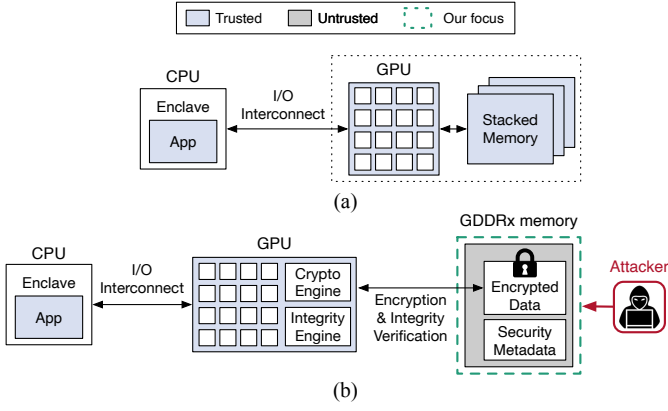 Trusted
Untrusted
Our focus
CPU
Enclave
App
I/O
Interconnect
GPU
Stacked
Memory
(a)
CPU
Enclave
App
I/O
Interconnect
GPU
Crypto
Engine
Integrity
Engine
Encryption
& Integrity
Verification
GDDRx memory
Encrypted
Data
Security
Metadata
Attacker
(b)